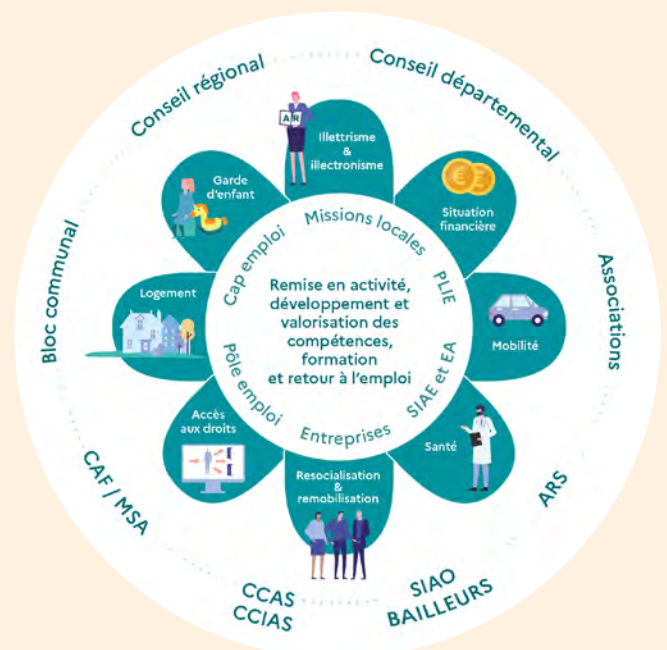 Conseil régional
Conseil départemental
Associations
ARS
SIAO
BAILLEURS
CCAS
CCIAS
CAF / MSA
Bloc communal
A R
Illettrisme
&
illectronisme
Situation
financière
Mobilité
Santé
Resocialisation
&
remobilisation
Accès
aux droits
Logement
Garde
d'enfant
Cap emploi
Missions locales
PLIE
SIAE et EA
Entreprises
Pôle emploi
Remise en activité,
développement et
valorisation des
compétences,
formation
et retour à l'emploi